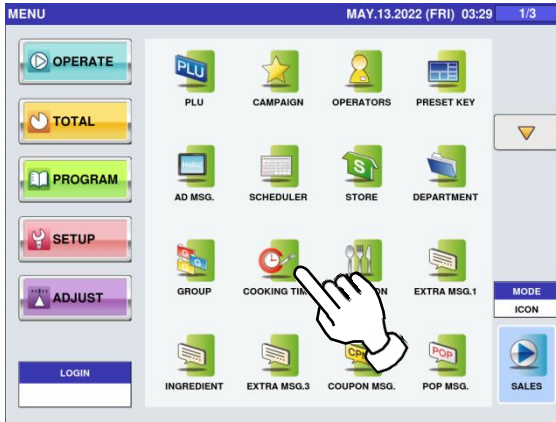 MENU
MAY.13.2022 (FRI) 03:29
1/3
OPERATE
TOTAL
PROGRAM
SETUP
ADJUST
LOGIN
PLU
PLU
CAMPAIGN
OPERATORS
PRESET KEY
Hello!
AD MSG.
SCHEDULER
S
STORE
DEPARTMENT
G
G
GROUP
COOKING TIM
ON
EXTRA MSG.1
INGREDIENT
EXTRA MSG.3
CPN
COUPON MSG.
POP
POP MSG.
MODE
ICON
SALES